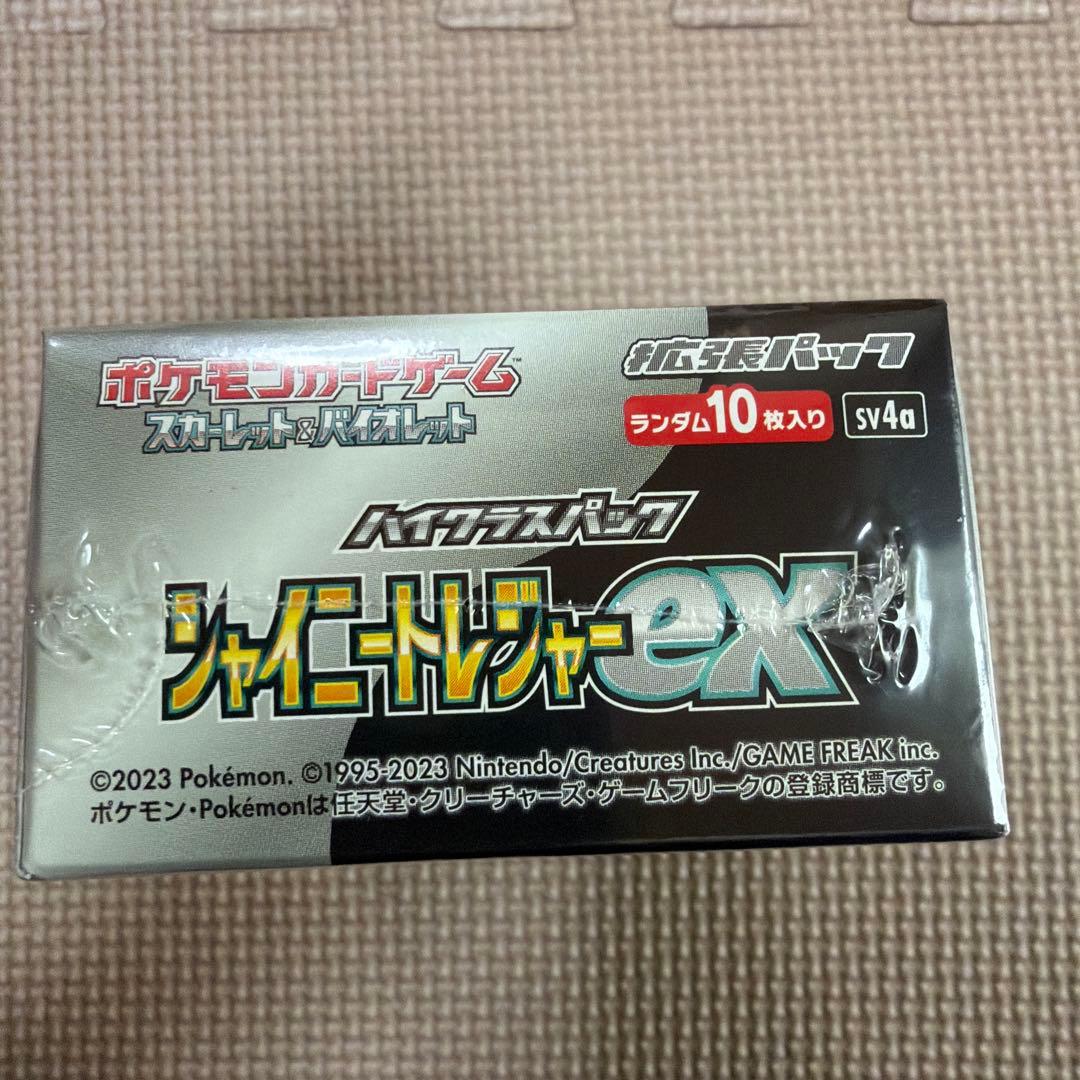 ポケモンカードゲーム™
スカーレット&バイオレット
拡張パック
ランダム10枚入り
sv4a
ハイクラスパック
シャイニートレジャーex
©2023 Pokémon. ©1995-2023 Nintendo/Creatures Inc./GAME FREAK inc.
ポケモン・Pokémonは任天堂・クリーチャーズ・ゲームフリークの登録商標です。